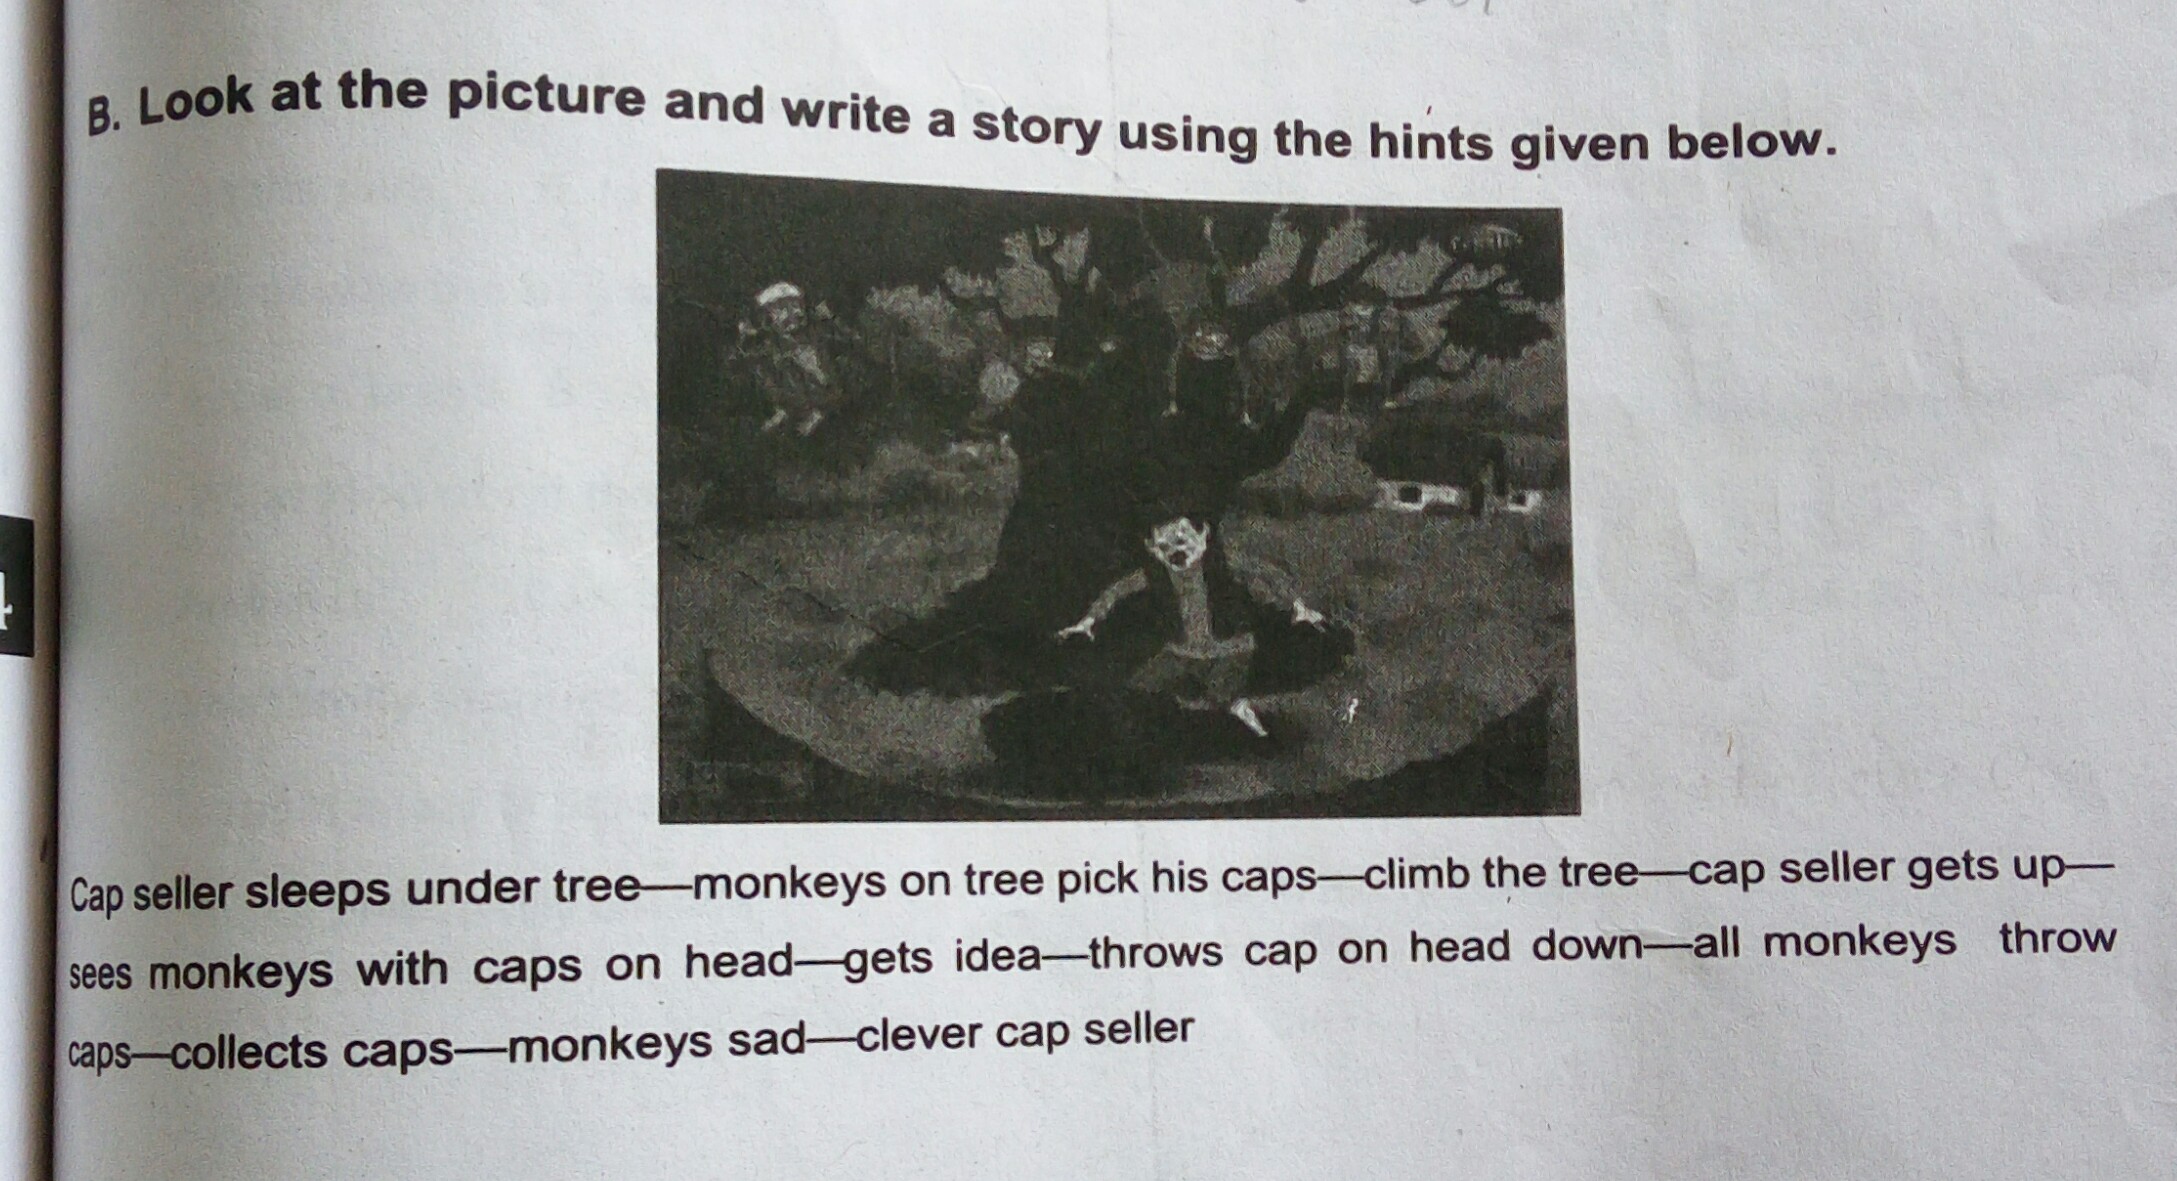 B. Look at the picture and write a story using the hints given below.
Cap seller sleeps under tree—monkeys on tree pick his caps—climb the tree—cap seller gets up—
sees monkeys with caps on head—gets idea—throws cap on head down—all monkeys throw
caps—collects caps—monkeys sad—clever cap seller